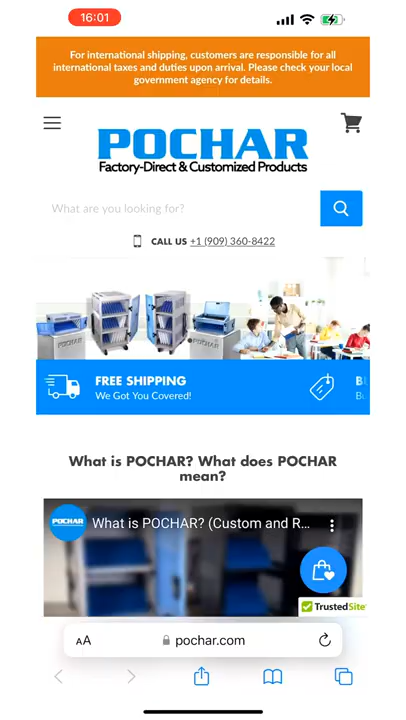 16:01
For international shipping, customers are responsible for all
international taxes and duties upon arrival. Please check your local
government agency for details.
POCHAR
Factory-Direct & Customized Products
What are you looking for?
CALL US +1 (909) 360-8422
POCHAR
POCHAR
FREE SHIPPING
We Got You Covered!
What is POCHAR? What does POCHAR
mean?
POCHAR
What is POCHAR? (Custom and R...
TrustedSite
AA
pochar.com